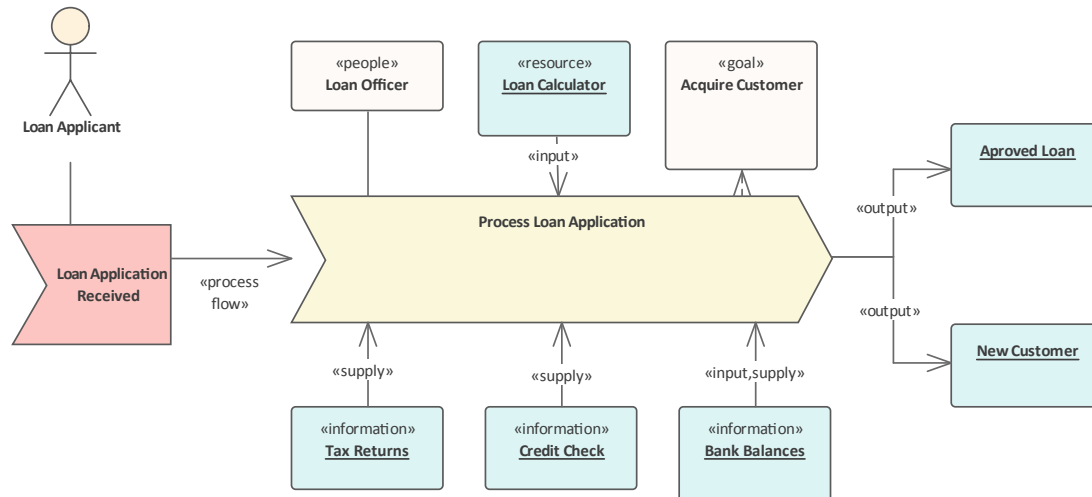 Loan Applicant
Loan Application
Received
«process
flow»
«people»
Loan Officer
«resource»
Loan Calculator
«input»
«goal»
Acquire Customer
Process Loan Application
«output»
Aproved Loan
«output»
New Customer
«supply»
«supply»
«input,supply»
«information»
Tax Returns
«information»
Credit Check
«information»
Bank Balances